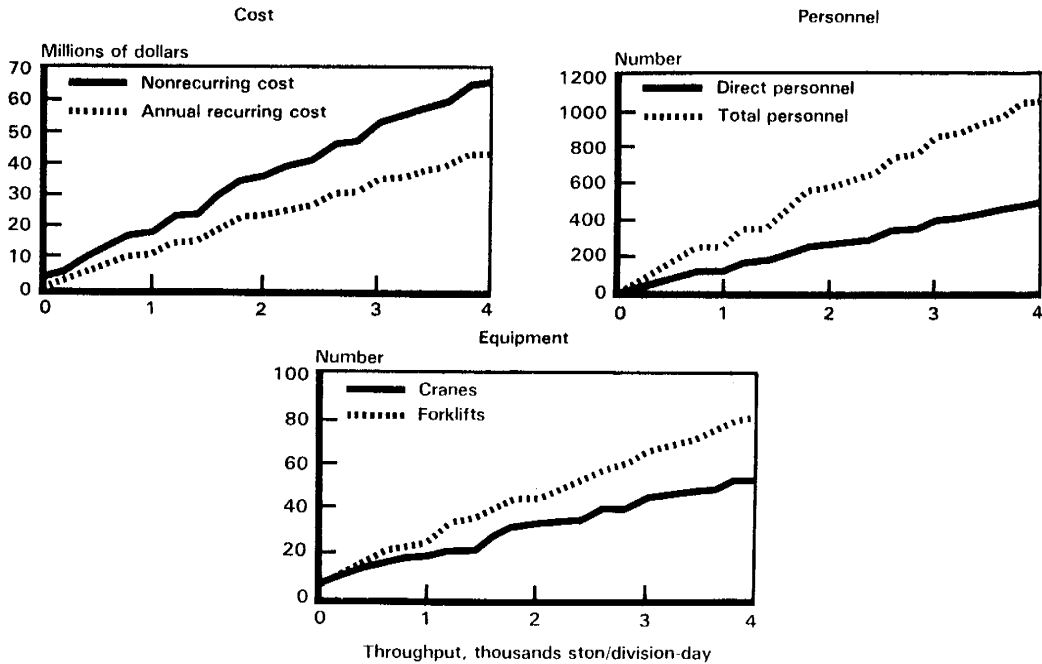 Cost
Millions of dollars
70
60
50
40
30
20
10
0
Nonrecurring cost
Annual recurring cost
0 1 2 3 4
Personnel
Number
1200
1000
800
600
400
200
0
Direct personnel
Total personnel
0 1 2 3 4
Equipment
Number
100
80
60
40
20
0
Cranes
Forklifts
0 1 2 3 4
Throughput, thousands ston/division-day